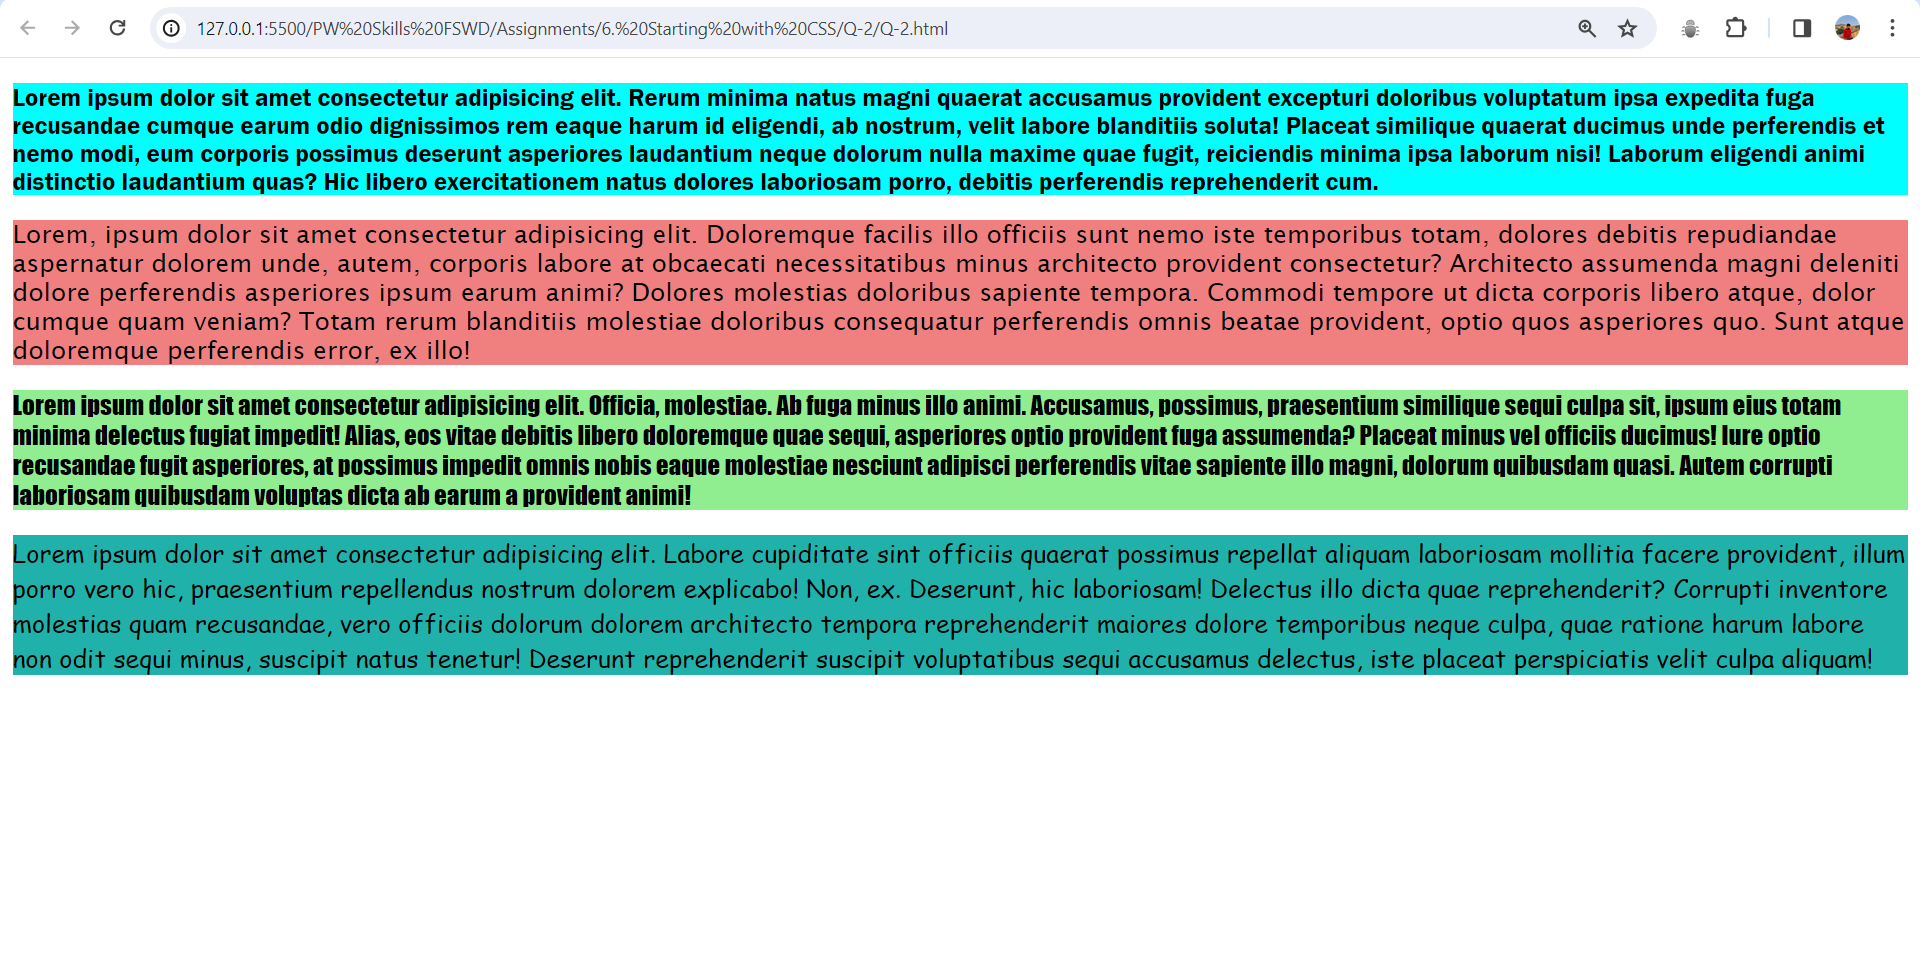 127.0.0.1:5500/PW%20Skills%20FSWD/Assignments/6.%20Starting%20with%20CSS/Q-2/Q-2.html
Lorem ipsum dolor sit amet consectetur adipisicing elit. Rerum minima natus magni quaerat accusamus provident excepturi doloribus voluptatum ipsa expedita fuga
recusandae cumque earum odio dignissimos rem eaque harum id eligendi, ab nostrum, velit labore blanditiis soluta! Placeat similique quaerat ducimus unde perferendis et
nemo modi, eum corporis possimus deserunt asperiores laudantium neque dolorum nulla maxime quae fugit, reiciendis minima ipsa laborum nisi! Laborum eligendi animi
distinctio laudantium quas? Hic libero exercitationem natus dolores laboriosam porro, debitis perferendis reprehenderit cum.
Lorem, ipsum dolor sit amet consectetur adipisicing elit. Doloremque facilis illo officiis sunt nemo iste temporibus totam, dolores debitis repudiandae
aspernatur dolorem unde, autem, corporis labore at obcaecati necessitatibus minus architecto provident consectetur? Architecto assumenda magni deleniti
dolore perferendis asperiores ipsum earum animi? Dolores molestias doloribus sapiente tempora. Commodi tempore ut dicta corporis libero atque, dolor
cumque quam veniam? Totam rerum blanditiis molestiae doloribus consequatur perferendis omnis beatae provident, optio quos asperiores quo. Sunt atque
doloremque perferendis error, ex illo!
Lorem ipsum dolor sit amet consectetur adipisicing elit. Officia, molestiae. Ab fuga minus illo animi. Accusamus, possimus, praesentium similique sequi culpa sit, ipsum eius totam
minima delectus fugiat impedit! Alias, eos vitae debitis libero doloremque quae sequi, asperiores optio provident fuga assumenda? Placeat minus vel officiis ducimus! Iure optio
recusandae fugit asperiores, at possimus impedit omnis nobis eaque molestiae nesciunt adipisci perferendis vitae sapiente illo magni, dolorum quibusdam quasi. Autem corrupti
laboriosam quibusdam voluptas dicta ab earum a provident animi!
Lorem ipsum dolor sit amet consectetur adipisicing elit. Labore cupiditate sint officiis quaerat possimus repellat aliquam laboriosam mollitia facere provident, illum
porro vero hic, praesentium repellendus nostrum dolorem explicabo! Non, ex. Deserunt, hic laboriosam! Delectus illo dicta quae reprehenderit? Corrupti inventore
molestias quam recusandae, vero officiis dolorum dolorem architecto tempora reprehenderit maiores dolore temporibus neque culpa, quae ratione harum labore
non odit sequi minus, suscipit natus tenetur! Deserunt reprehenderit suscipit voluptatibus sequi accusamus delectus, iste placeat perspiciatis velit culpa aliquam!